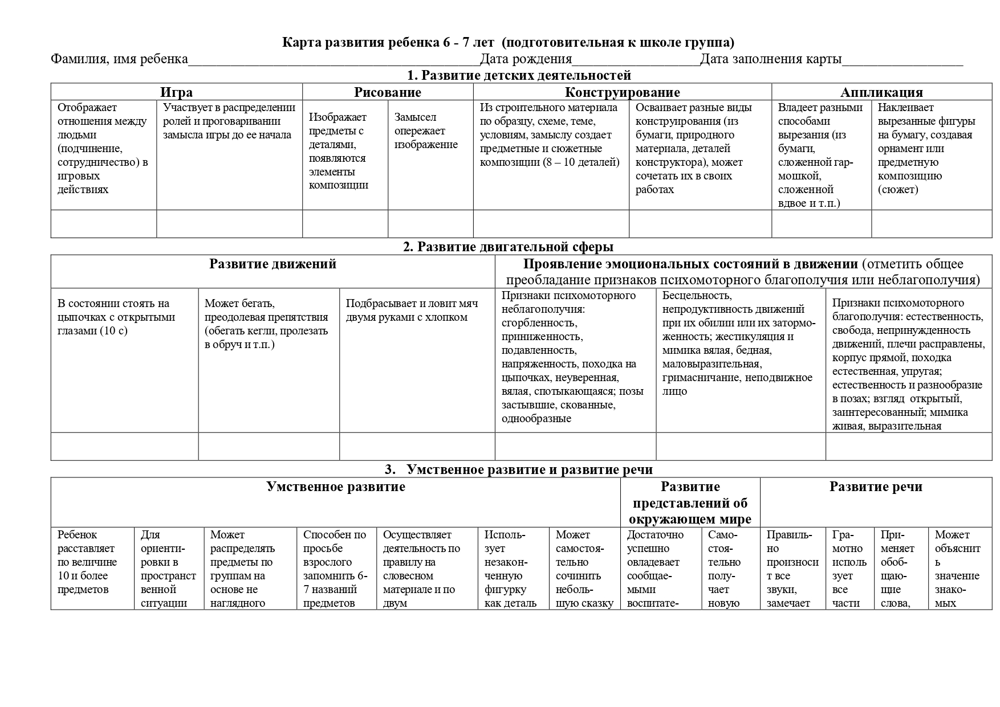 Карта развития ребенка 6 - 7 лет  (подготовительная к школе группа)
Фамилия, имя ребенка_________________________________________Дата рождения__________________Дата заполнения карты_________________
1. Развитие детских деятельностей
Игра Рисование Конструирование Аппликация
Отображает
отношения между
людьми
(подчинение,
сотрудничество) в
игровых
действиях
Участвует в распределении
ролей и проговаривании
замысла игры до ее начала
Изображает
предметы с
деталями,
появляются
элементы
композиции
Замысел
опережает
изображение
Из строительного материала
по образцу, схеме, теме,
условиям, замыслу создает
предметные и сюжетные
композиции (8 – 10 деталей)
Осваивает разные виды
конструирования (из
бумаги, природного
материала, деталей
конструктора), может
сочетать их в своих
работах
Владеет разными
способами
вырезания (из
бумаги,
сложенной гар-
мошкой,
сложенной
вдвое и т.п.)
Наклеивает
вырезанные фигуры
на бумагу, создавая
орнамент или
предметную
композицию
(сюжет)
2. Развитие двигательной сферы
Развитие движений
Проявление эмоциональных состояний в движении (отметить общее
преобладание признаков психомоторного благополучия или неблагополучия)
В состоянии стоять на
цыпочках с открытыми
глазами (10 с)
Может бегать,
преодолевая препятствия
(обегать кегли, пролезать
в обруч и т.п.)
Подбрасывает и ловит мяч
двумя руками с хлопком
Признаки психомоторного
неблагополучия:
сгорбленность,
приниженность,
подавленность,
напряженность, походка на
цыпочках, неуверенная,
вялая, спотыкающаяся; позы
застывшие, скованные,
однообразные
Бесцельность,
непродуктивность движений
при их обилии или их затормо-
женность; жестикуляция и
мимика вялая, бедная,
маловыразительная,
гримасничание, неподвижное
лицо
Признаки психомоторного
благополучия: естественность,
свобода, непринужденность
движений, плечи расправлены,
корпус прямой, походка
естественная, упругая;
естественность и разнообразие
в позах; взгляд  открытый,
заинтересованный; мимика
живая, выразительная
3.   Умственное развитие и развитие речи
Умственное развитие
Развитие
представлений об
окружающем мире
Развитие речи
Ребенок
расставляет
по величине
10 и более
предметов
Для
ориенти-
ровки в
пространст
венной
ситуации
Может
распределять
предметы по
группам на
основе не
наглядного
Способен по
просьбе
взрослого
запомнить 6-
7 названий
предметов
Осуществляет
деятельность по
правилу на
словесном
материале и по
двум
Исполь-
зует
незакон-
ченную
фигурку
как деталь
Может
самостоя-
тельно
сочинить
неболь-
шую сказку
Достаточно
успешно
овладевает
сообщае-
мыми
воспитате-
Само-
стоя-
тельно
полу-
чает
новую
Правиль-
но
произноси
т все
звуки,
замечает
Гра-
мотно
исполь
зует
все
части
При-
меняет
обоб-
щаю-
щие
слова,
Может
объяснит
ь
значение
знако-
мых